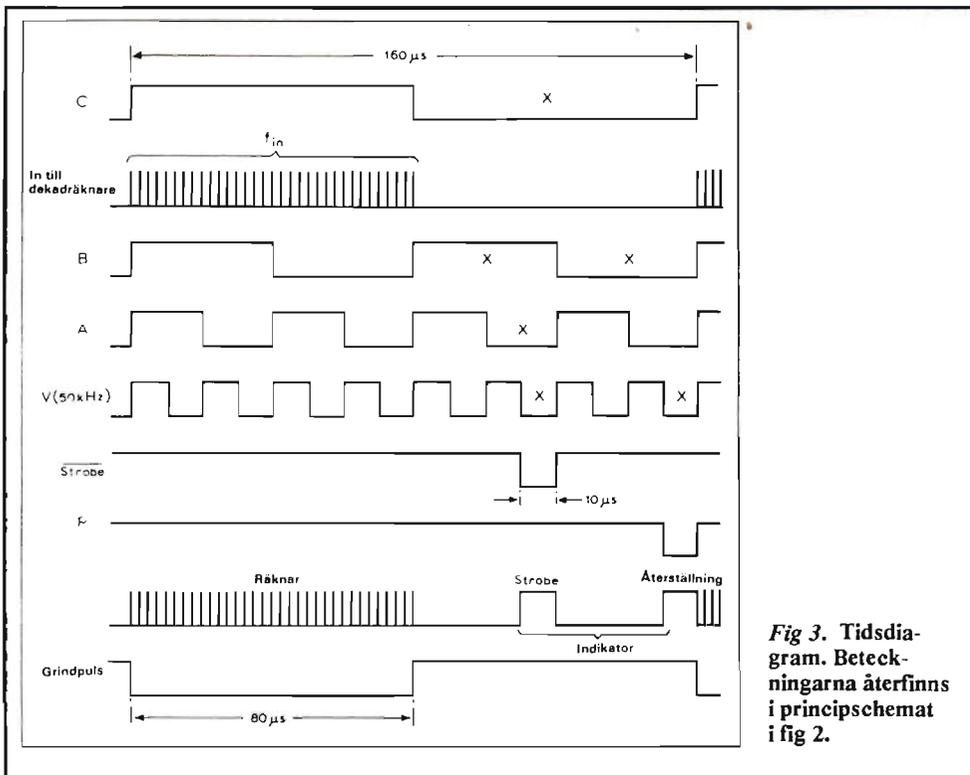 160 µs
C
X
f in
In till
dekadräknare
B
X
X
A
X
V(50kHz)
X
X
Strobe
10 µs
Räknar
Strobe
Återställning
Indikator
Grindpuls
80 µs
Fig 3. Tidsdia-
gram. Beteck-
ningarna återfinns
i principschemat
i fig 2.